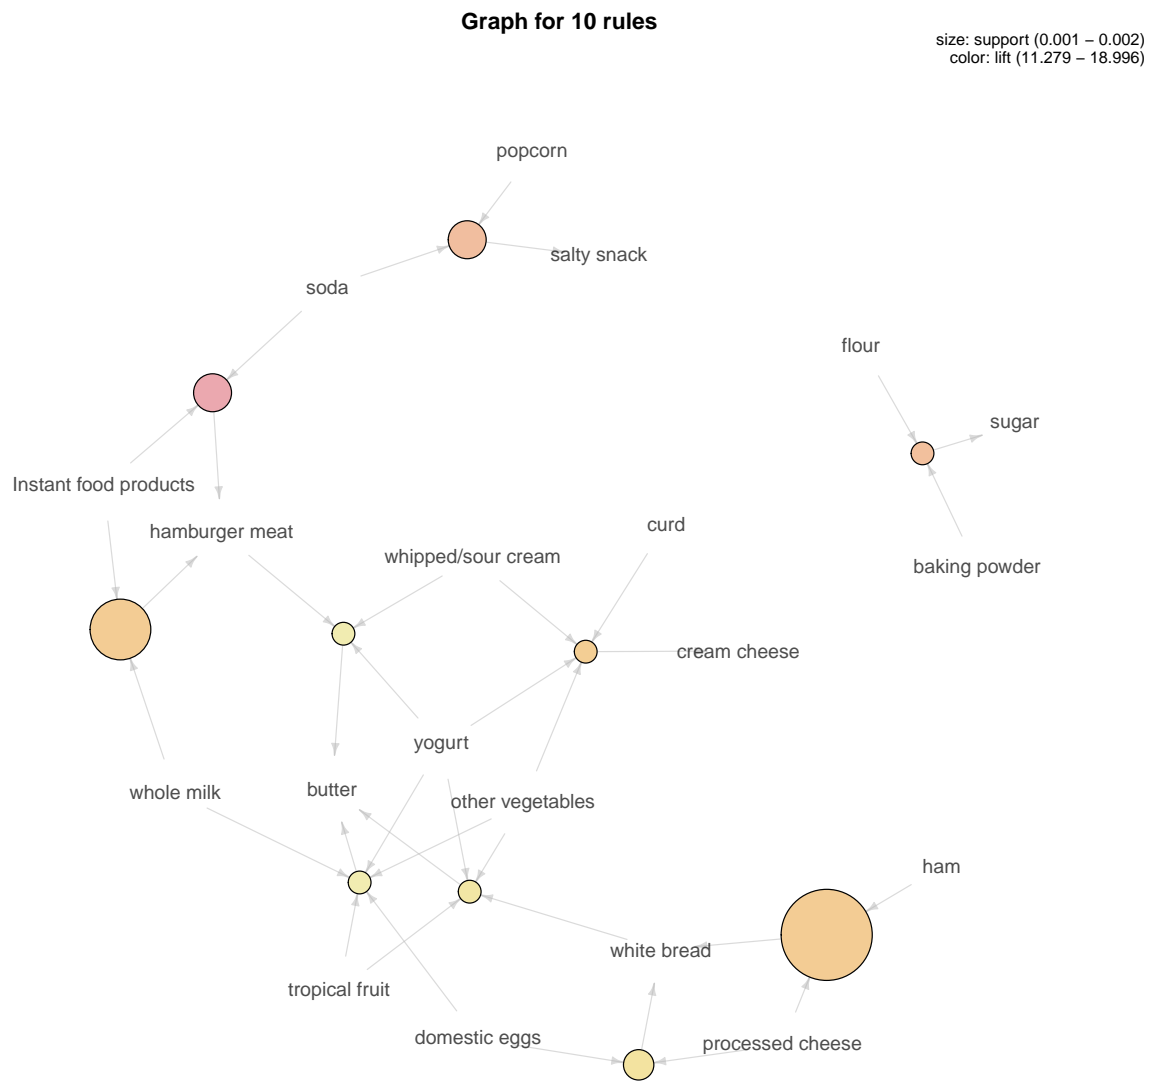 Graph for 10 rules
size: support (0.001 − 0.002)
color: lift (11.279 − 18.996)
popcorn
salty snack
soda
flour
sugar
Instant food products
hamburger meat
curd
whipped/sour cream
baking powder
cream cheese
yogurt
butter
whole milk
other vegetables
ham
white bread
tropical fruit
domestic eggs
processed cheese